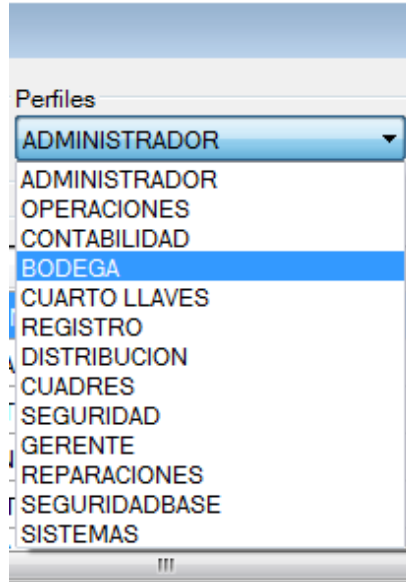 Perfiles
ADMINISTRADOR
ADMINISTRADOR
OPERACIONES
CONTABILIDAD
BODEGA
CUARTO LLAVES
REGISTRO
DISTRIBUCION
CUADRES
SEGURIDAD
GERENTE
REPARACIONES
SEGURIDADBASE
SISTEMAS